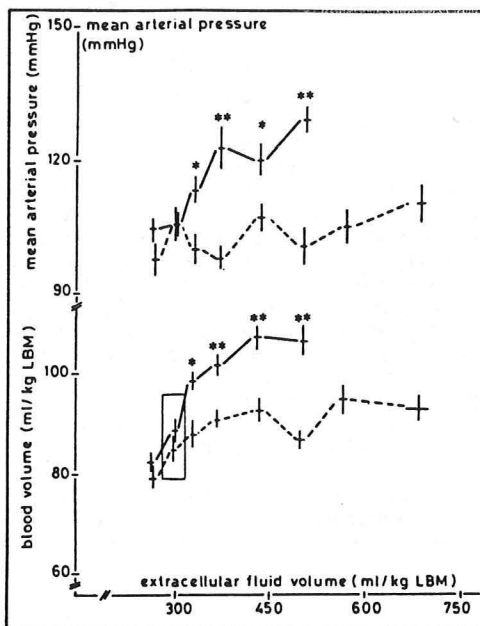 150
mean arterial pressure
(mmHg)
mean arterial pressure (mmHg)
*
**
*
**
120
90
blood volume (ml/kg LBM)
*
**
**
**
100
80
60
extracellular fluid volume (ml/kg LBM)
300 450 600 750